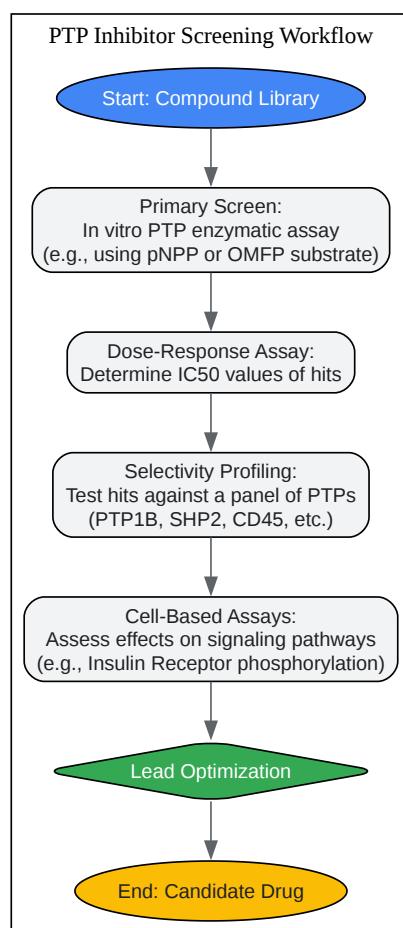 PTP Inhibitor Screening Workflow
Start: Compound Library
Primary Screen:
In vitro PTP enzymatic assay
(e.g., using pNPP or OMFP substrate)
Dose-Response Assay:
Determine IC50 values of hits
Selectivity Profiling:
Test hits against a panel of PTPs
(PTP1B, SHP2, CD45, etc.)
Cell-Based Assays:
Assess effects on signaling pathways
(e.g., Insulin Receptor phosphorylation)
Lead Optimization
End: Candidate Drug